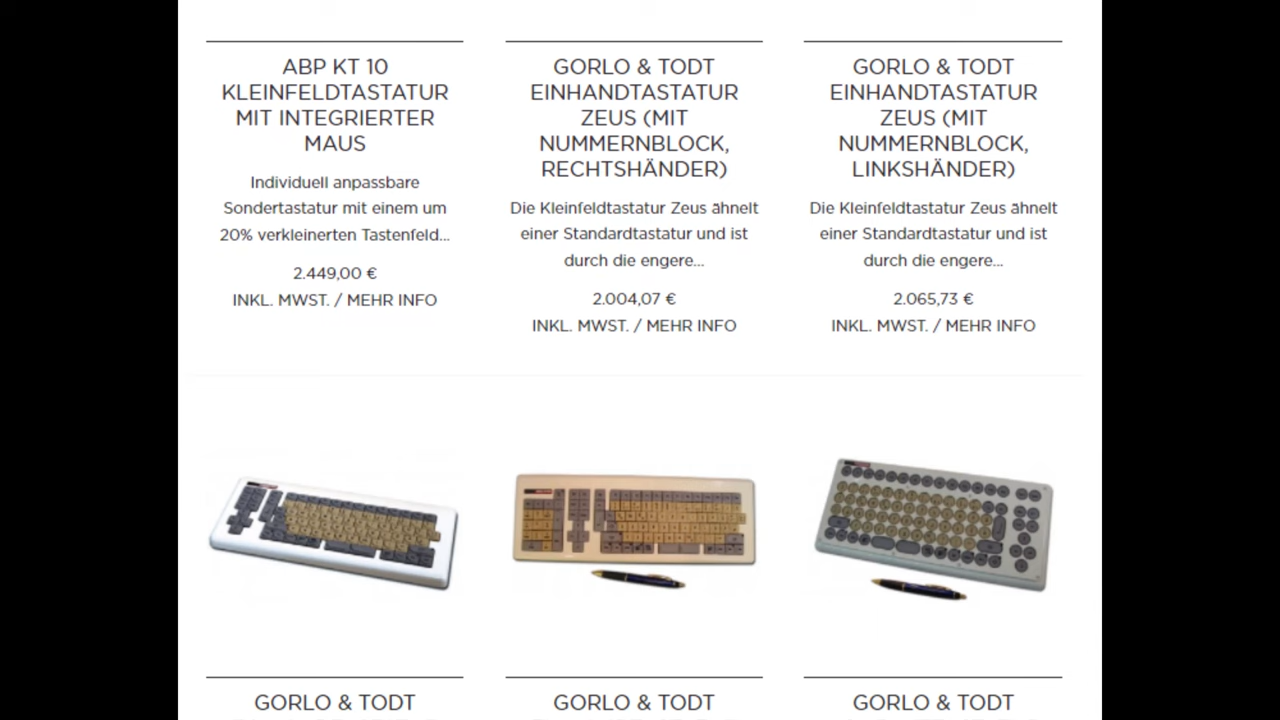 ABP KT 10
KLEINFELDTASTATUR
MIT INTEGRIERTER
MAUS
Individuell anpassbare
Sondertastatur mit einem um
20% verkleinerten Tastenfeld...
2.449,00 €
INKL. MWST. / MEHR INFO
GORLO & TODT
EINHANDTASTATUR
ZEUS (MIT
NUMMERNBLOCK,
RECHTSHÄNDER)
Die Kleinfeldtastatur Zeus ähnelt
einer Standardtastatur und ist
durch die engere...
2.004,07 €
INKL. MWST. / MEHR INFO
GORLO & TODT
EINHANDTASTATUR
ZEUS (MIT
NUMMERNBLOCK,
LINKSHÄNDER)
Die Kleinfeldtastatur Zeus ähnelt
einer Standardtastatur und ist
durch die engere...
2.065,73 €
INKL. MWST. / MEHR INFO
GORLO & TODT
GORLO & TODT
GORLO & TODT